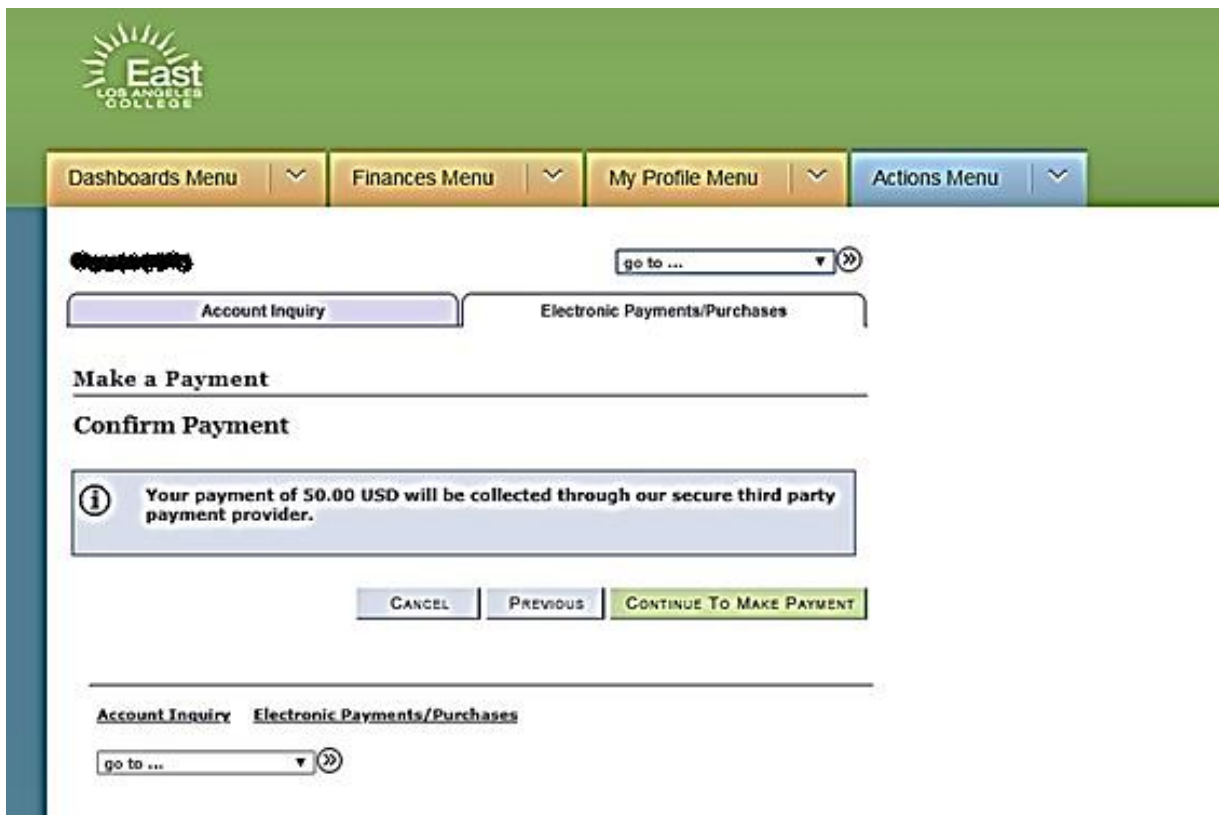 East
LOS ANGELES
COLLEGE
Dashboards Menu Finances Menu My Profile Menu Actions Menu
go to ...
Account Inquiry Electronic Payments/Purchases
Make a Payment
Confirm Payment
Your payment of 50.00 USD will be collected through our secure third party
payment provider.
CANCEL PREVIOUS CONTINUE TO MAKE PAYMENT
Account Inquiry Electronic Payments/Purchases
go to ...